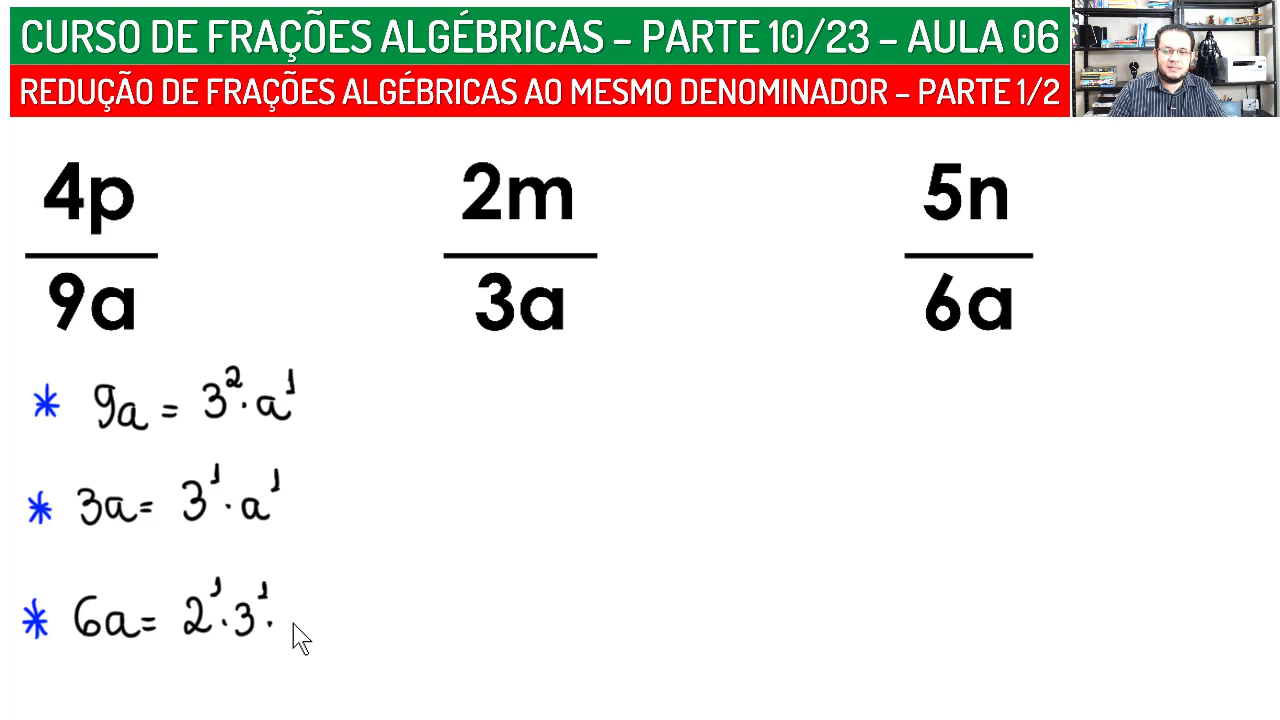 CURSO DE FRAÇÕES ALGÉBRICAS – PARTE 10/23 – AULA 06
REDUÇÃO DE FRAÇÕES ALGÉBRICAS AO MESMO DENOMINADOR – PARTE 1/2
4p 2m 5n
9a 3a 6a
* 9a = 3² · a¹
* 3a = 3¹ · a¹
* 6a = 2¹ · 3¹ ·